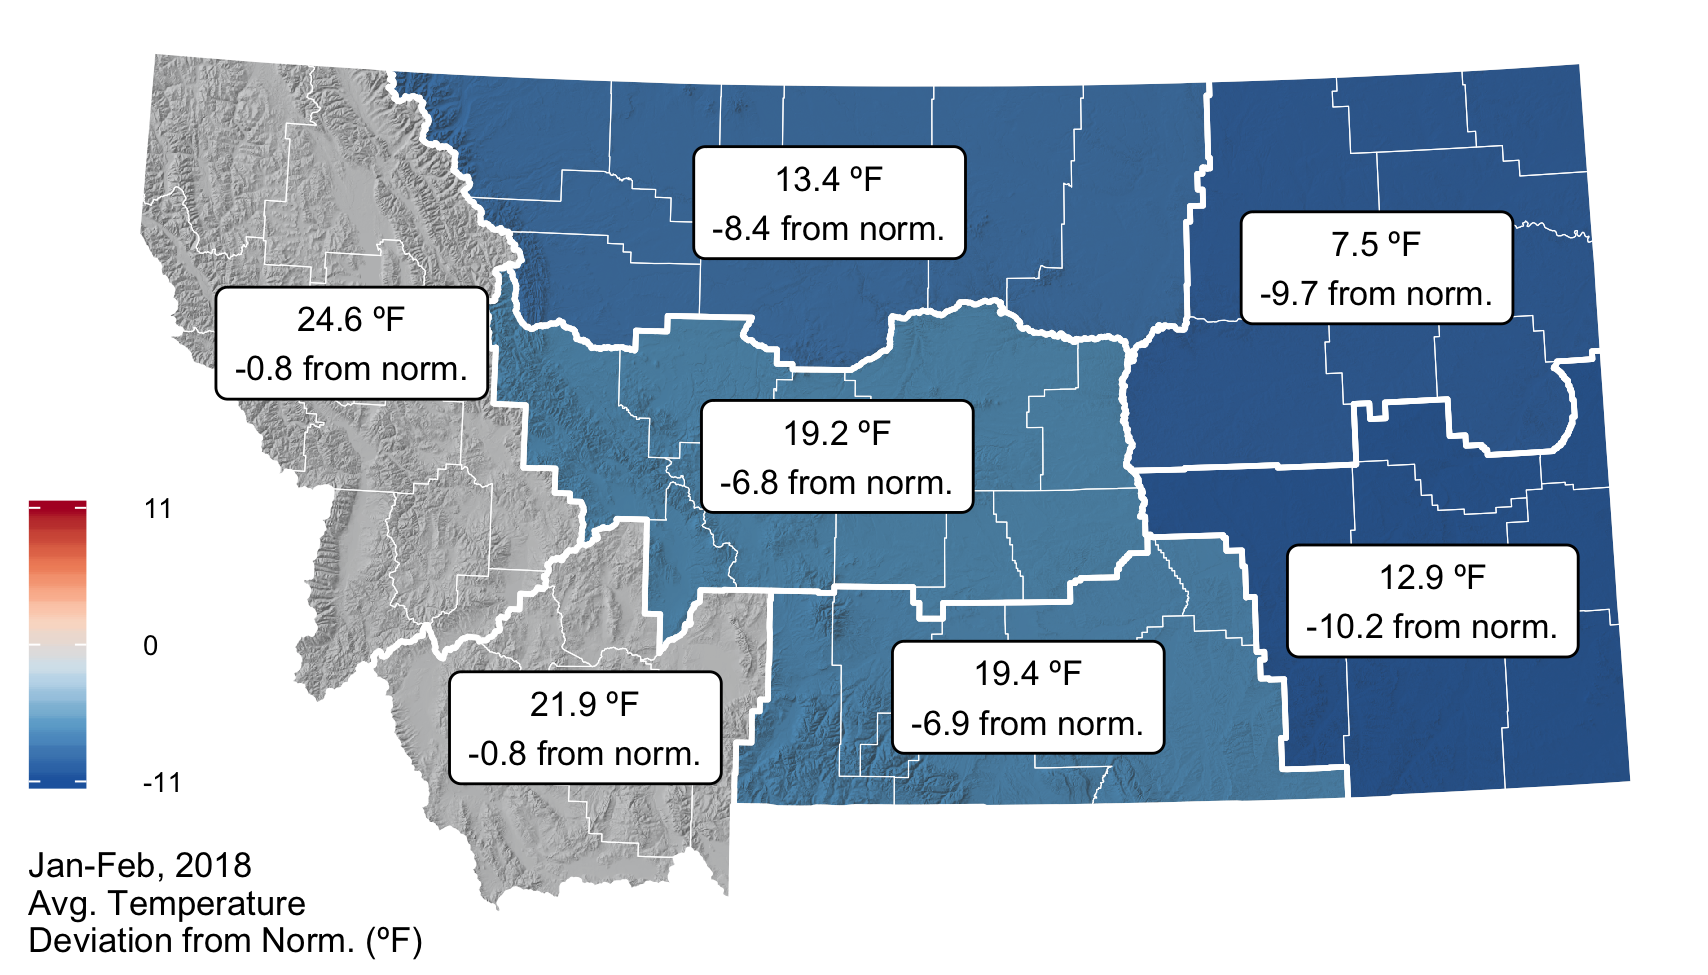 13.4 ºF
-8.4 from norm.
7.5 ºF
-9.7 from norm.
24.6 ºF
-0.8 from norm.
19.2 ºF
-6.8 from norm.
12.9 ºF
-10.2 from norm.
19.4 ºF
-6.9 from norm.
21.9 ºF
-0.8 from norm.
11
0
-11
Jan-Feb, 2018
Avg. Temperature
Deviation from Norm. (ºF)